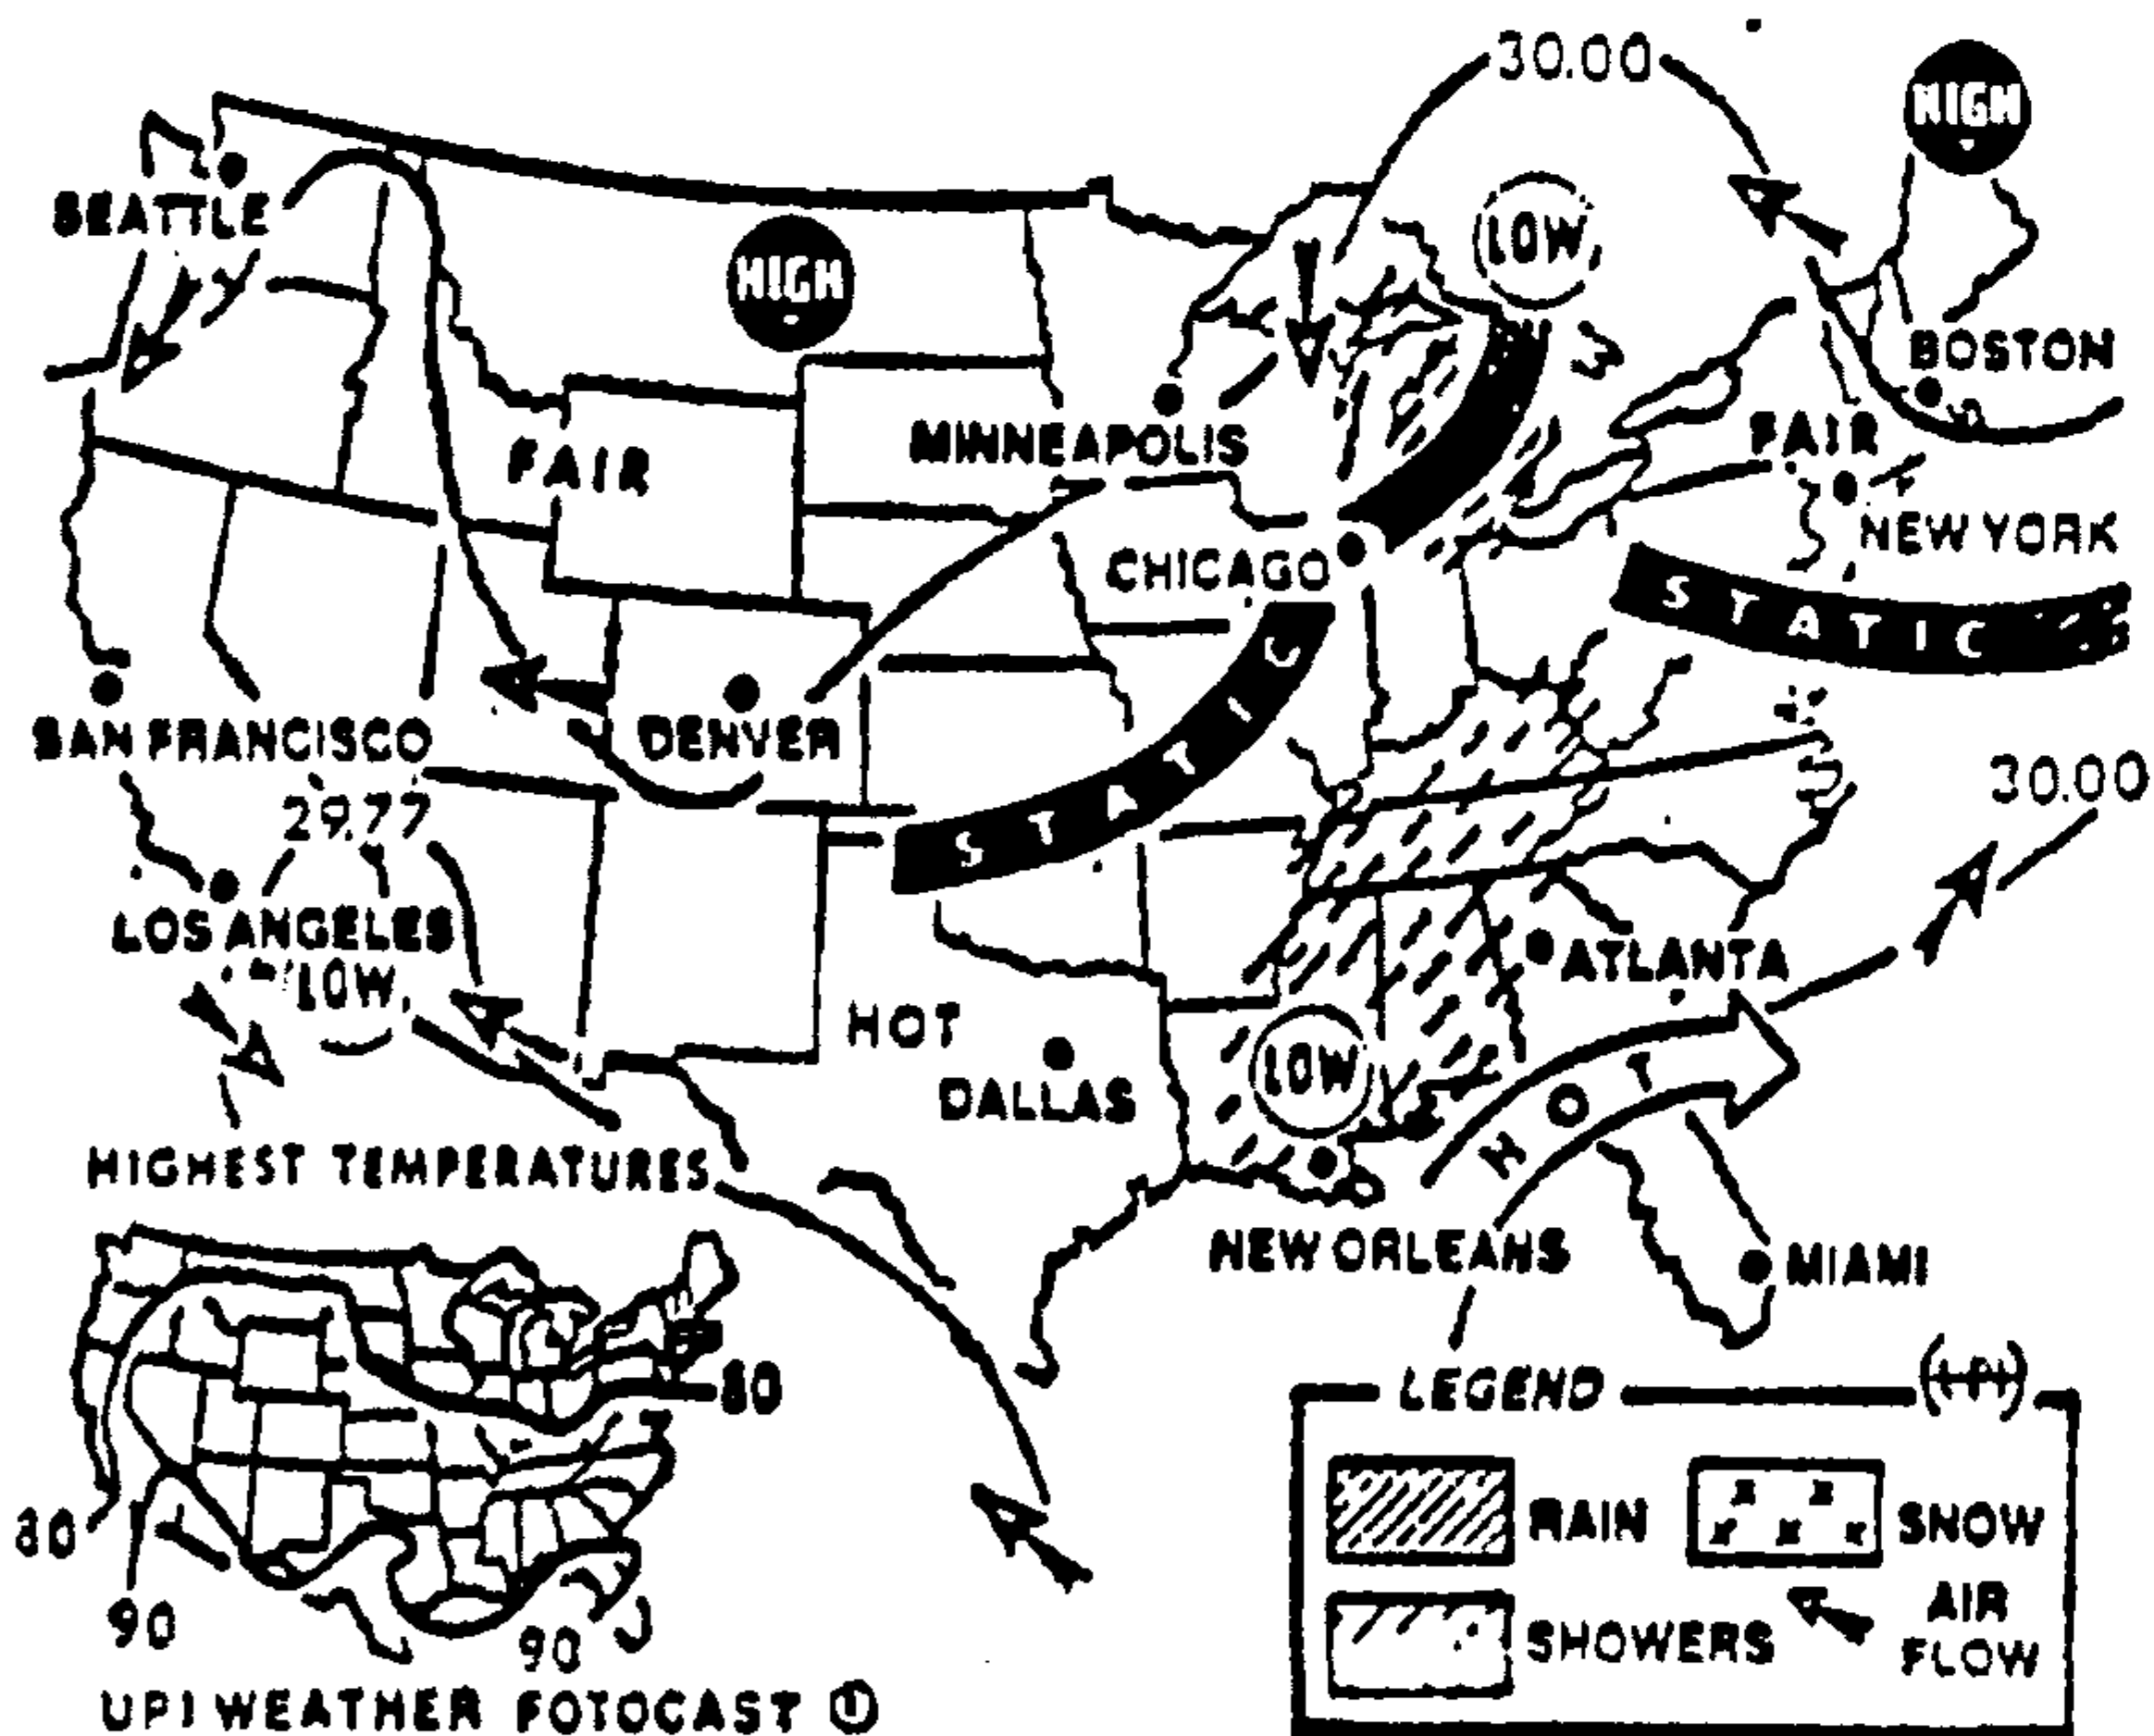 30.00
HIGH
SEATTLE
LOW
HIGH
BOSTON
FAIR
MINNEAPOLIS
FAIR
NEW YORK
CHICAGO
STATIC
STATIC
DENVER
SAN FRANCISCO
30.00
29.77
LOS ANGELES
LOW
ATLANTA
HOT
LOW
DALLAS
HOT
HIGHEST TEMPERATURES
NEW ORLEANS
MIAMI
80
LEGEND
80
RAIN
SNOW
90
90
SHOWERS
AIR
FLOW
UPI WEATHER FOTOCAST